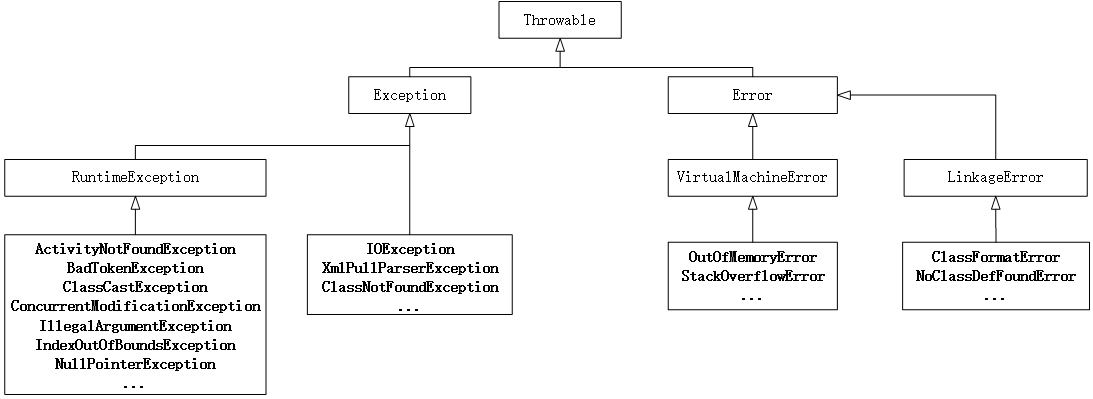 Throwable
Exception
Error
RuntimeException
VirtualMachineError
LinkageError
ActivityNotFoundException
BadTokenException
ClassCastException
ConcurrentModificationException
IllegalArgumentException
IndexOutOfBoundsException
NullPointerException
...
IOException
XmlPullParserException
ClassNotFoundException
...
OutOfMemoryError
StackOverflowError
...
ClassFormatError
NoClassDefFoundError
...